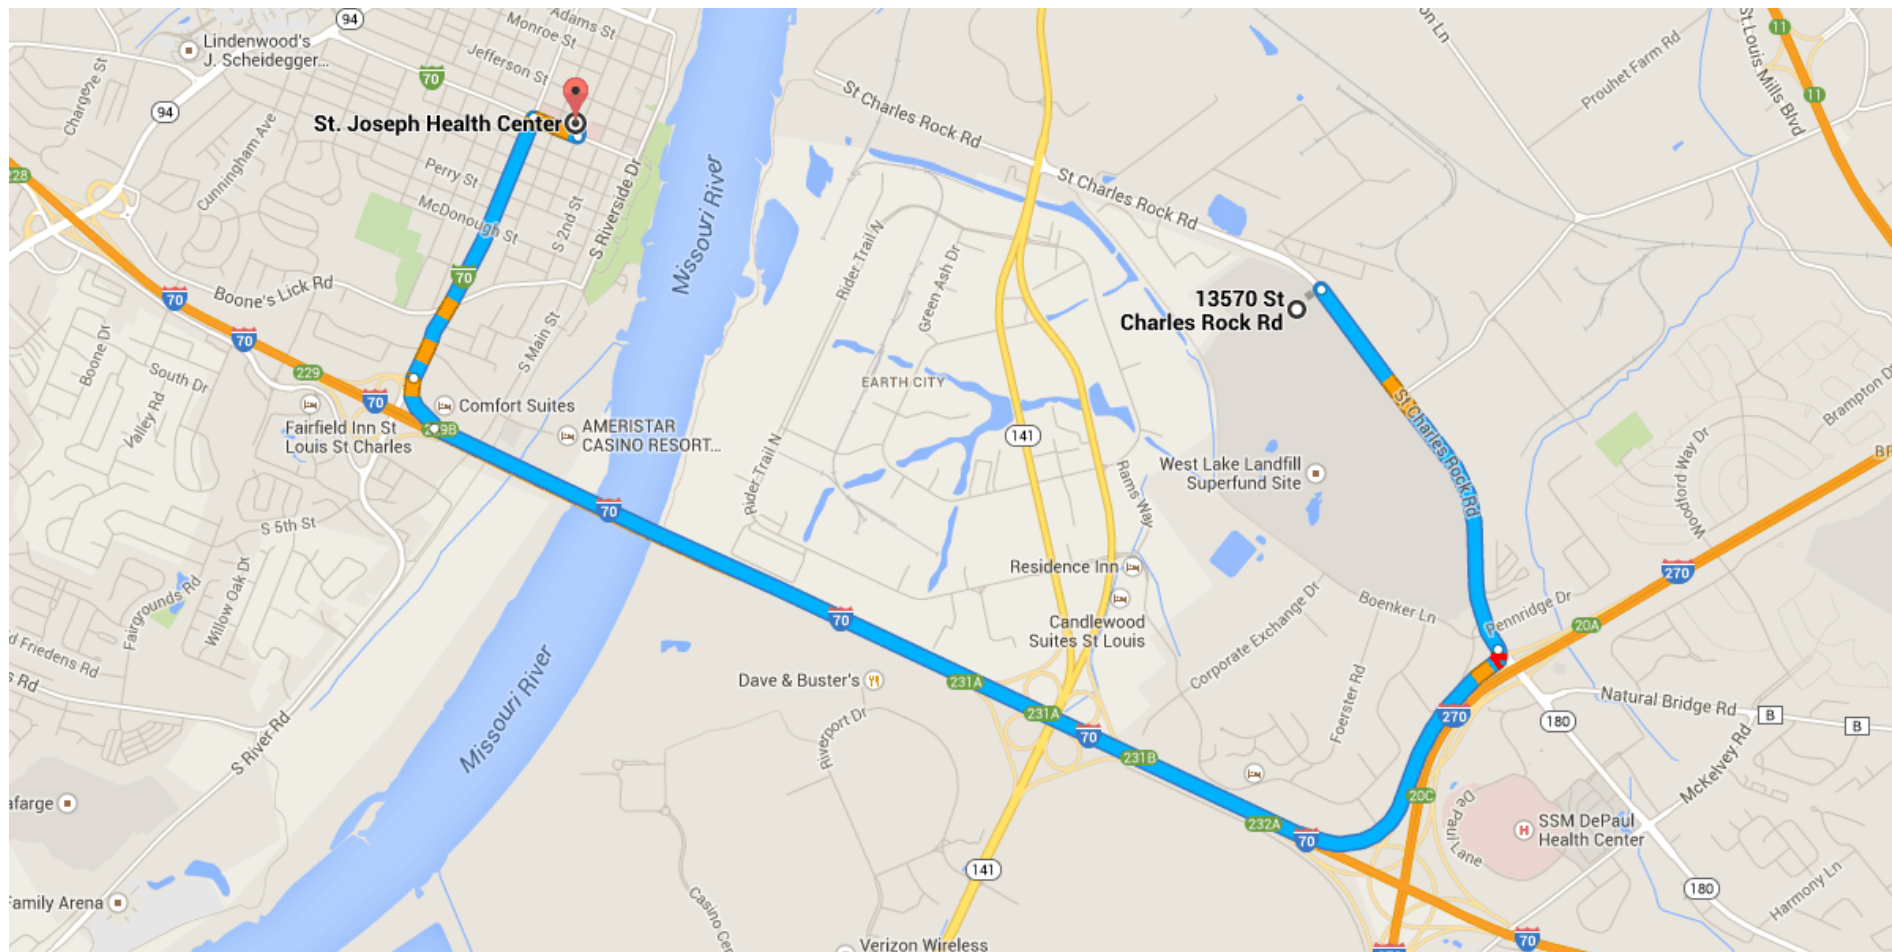 94
Adams St
Monroe St
Lindenwood's
J. Scheidegger...
Jefferson St
70
94
Cunningham Ave
St. Joseph Health Center
228
Perry St
McDonough St
S 2nd St
S Riverside Dr
Missouri River
70
Boone's Lick Rd
70
70
S Main St
Boone Dr
South Dr
Valley Rd
229
70
Comfort Suites
229B
Fairfield Inn St
Louis St Charles
AMERISTAR
CASINO RESORT...
S 5th St
70
Willow Oak Dr
Fairgrounds Rd
d Friedens Rd
s Rd
S River Rd
Missouri River
afarge
Family Arena
St Charles Rock Rd
St Charles Rock Rd
Rider Trail N
Green Ash Dr
EARTH CITY
Rider Trail N
141
Rams Way
13570 St
Charles Rock Rd
St Charles Rock Rd
West Lake Landfill
Superfund Site
Residence Inn
Candlewood
Suites St Louis
Corporate Exchange Dr
Boenker Ln
Pennridge Dr
Foerster Rd
70
Dave & Buster's
231A
231A
70
231B
Riverport Dr
232A
70
141
Casino Cen
Verizon Wireless
on Ln
Prouhet Farm Rd
St. Louis Mills Blvd
11
11
Brampton Dr
Woodford Way Dr
BR
270
20A
270
180
Natural Bridge Rd
B
B
McKelvey Rd
20C
De Paul Lane
SSM DePaul
Health Center
180
Harmony Ln
70
270